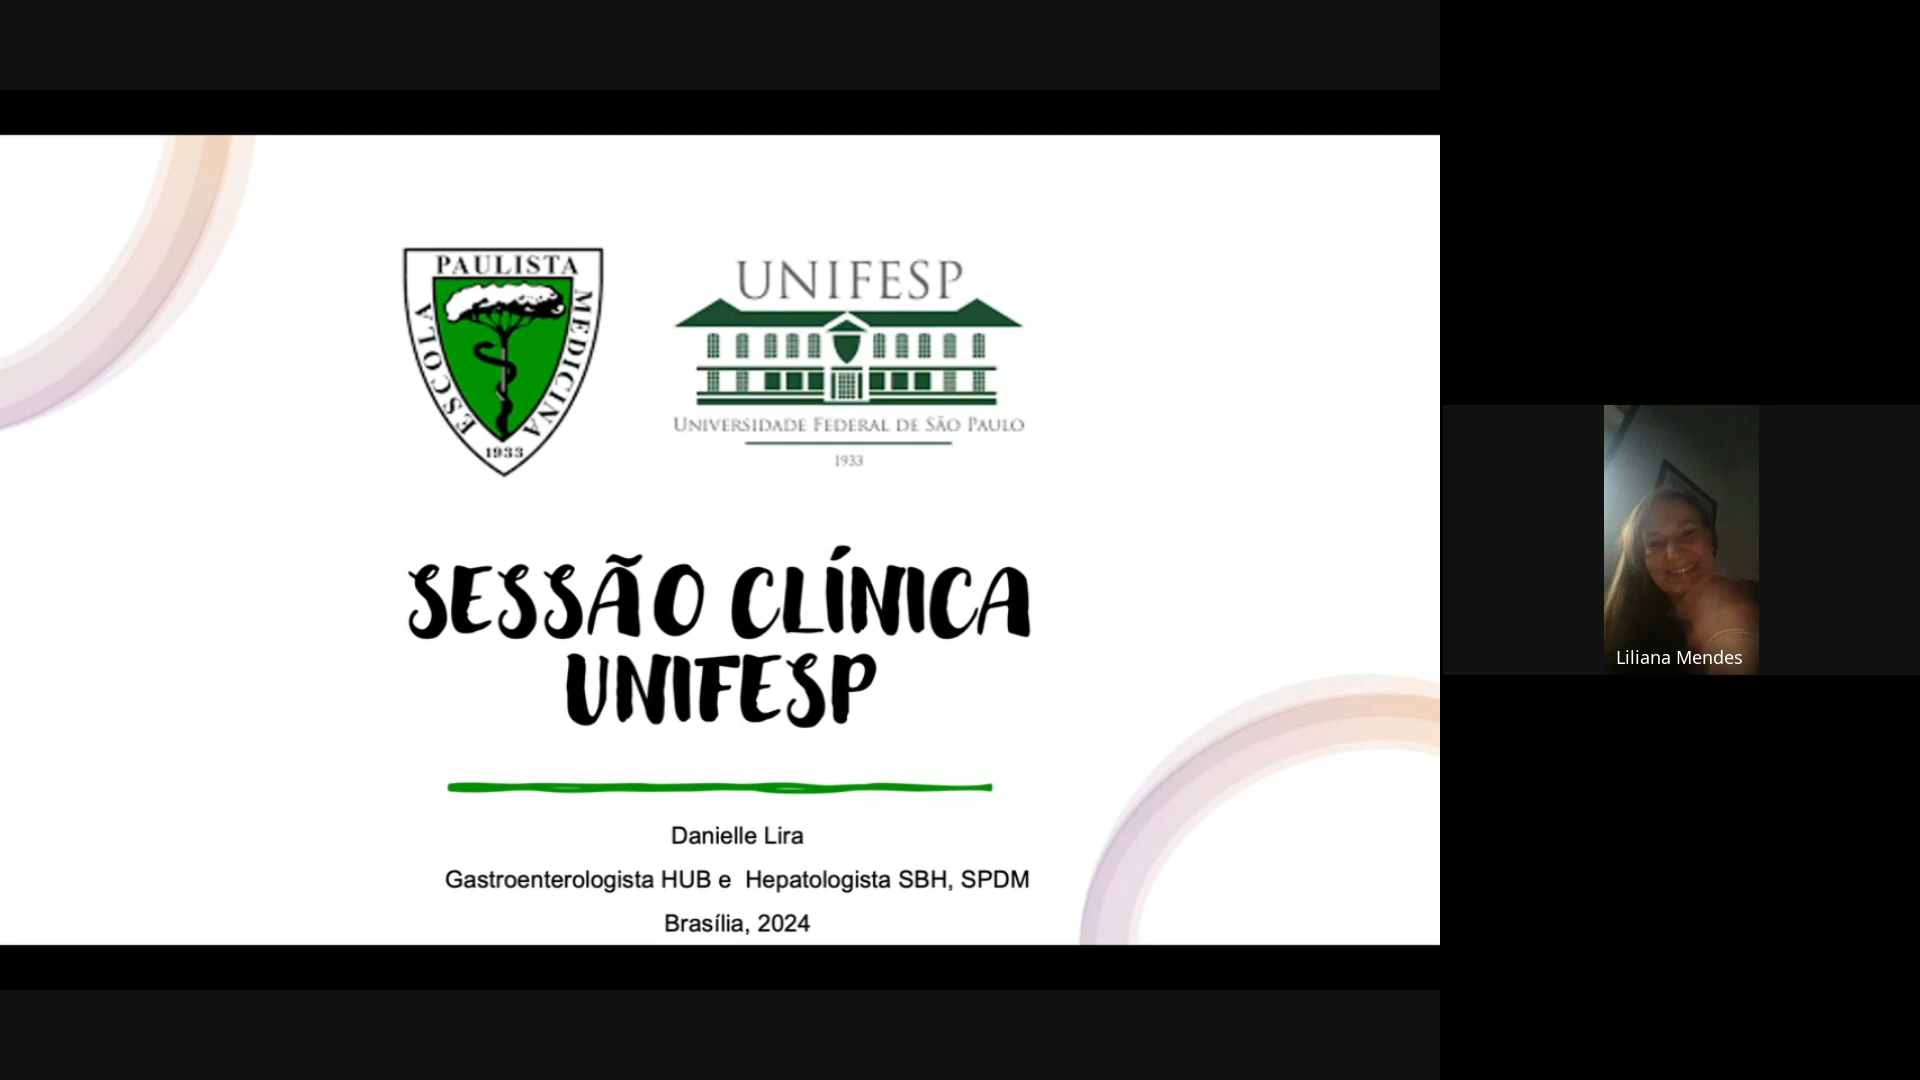 ESCOLA PAULISTA MEDICINA
1933
UNIFESP
UNIVERSIDADE FEDERAL DE SÃO PAULO
1933
SESSÃO CLÍNICA
UNIFESP
Danielle Lira
Gastroenterologista HUB e  Hepatologista SBH, SPDM
Brasília, 2024
Liliana Mendes